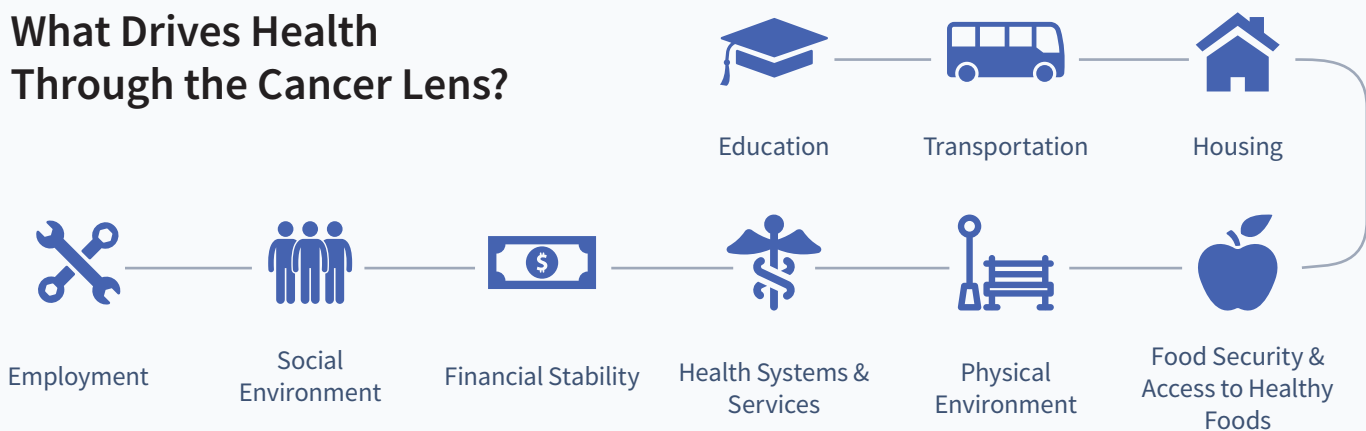 What Drives Health
Through the Cancer Lens?
Education
Transportation
Housing
Employment
Social
Environment
Financial Stability
$
Health Systems &
Services
Physical
Environment
Food Security &
Access to Healthy
Foods